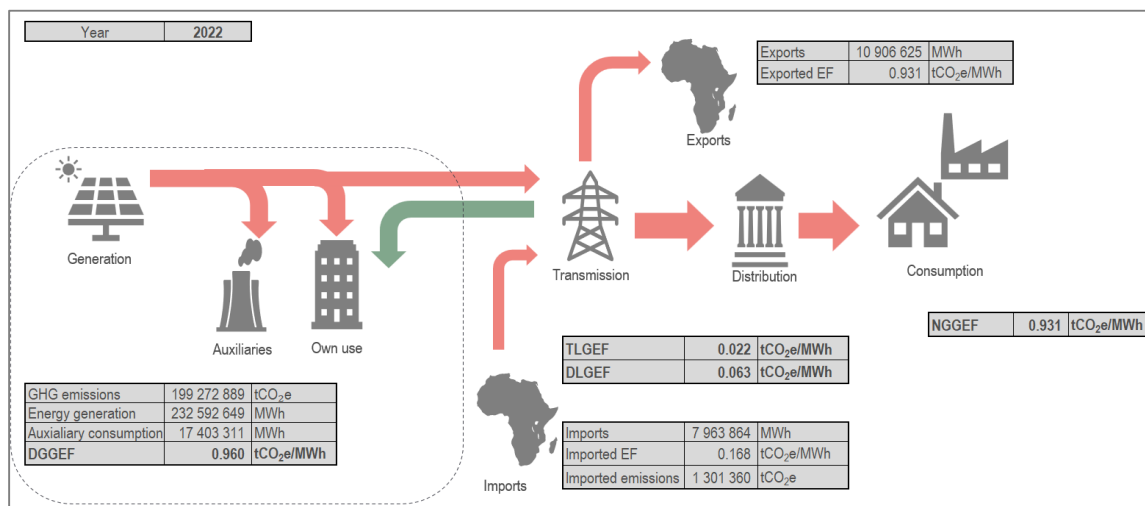 Year 2022
Exports 10 906 625 MWh
Exported EF 0.931 tCO₂e/MWh
Exports
Generation
Transmission
Distribution
Consumption
Auxiliaries
Own use
NGGEF 0.931 tCO₂e/MWh
TLGEF 0.022 tCO₂e/MWh
DLGEF 0.063 tCO₂e/MWh
GHG emissions 199 272 889 tCO₂e
Energy generation 232 592 649 MWh
Auxialiary consumption 17 403 311 MWh
DGGEF 0.960 tCO₂e/MWh
Imports 7 963 864 MWh
Imported EF 0.168 tCO₂e/MWh
Imported emissions 1 301 360 tCO₂e
Imports